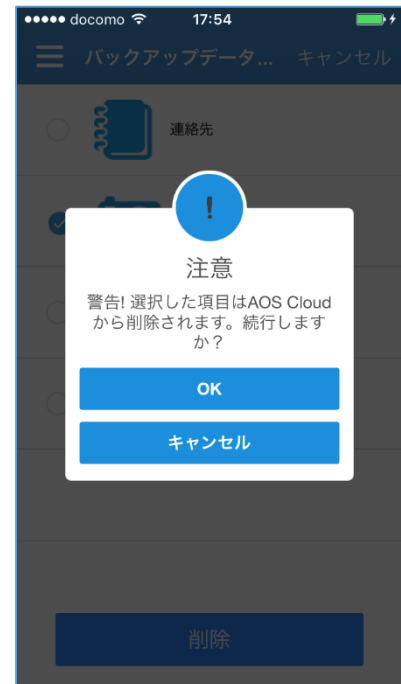 docomo 17:54
バックアップデータ... キャンセル
連絡先
!
注意
警告! 選択した項目はAOS Cloud
から削除されます。続行します
か？
OK
キャンセル
削除